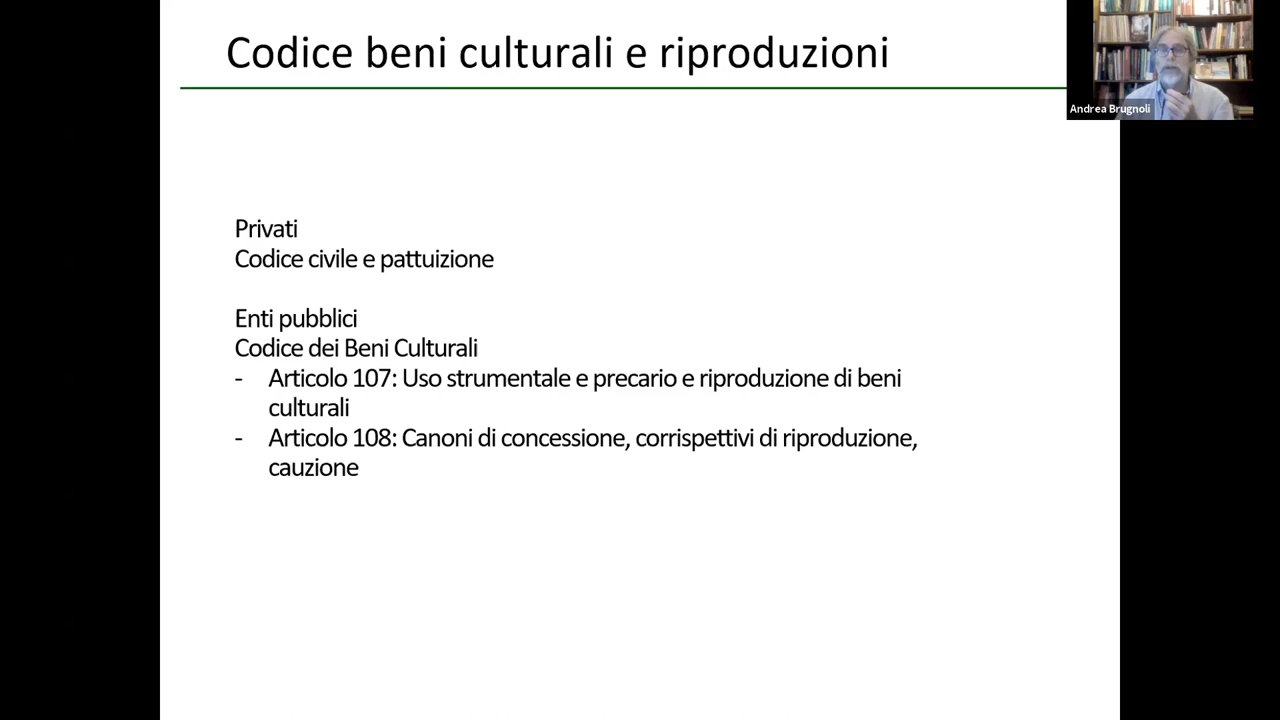 Codice beni culturali e riproduzioni
Andrea Brugnoli
Privati
Codice civile e pattuizione
Enti pubblici
Codice dei Beni Culturali
- Articolo 107: Uso strumentale e precario e riproduzione di beni
culturali
- Articolo 108: Canoni di concessione, corrispettivi di riproduzione,
cauzione